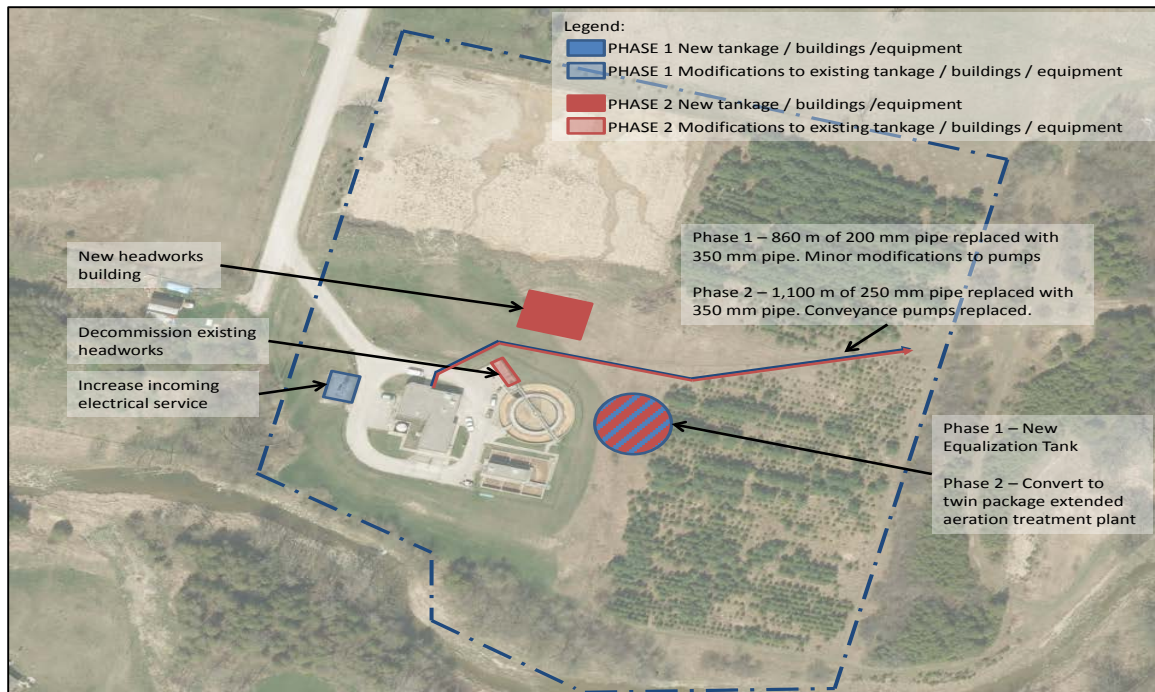 Legend:
PHASE 1 New tankage / buildings /equipment
PHASE 1 Modifications to existing tankage / buildings / equipment
PHASE 2 New tankage / buildings /equipment
PHASE 2 Modifications to existing tankage / buildings / equipment
New headworks
building
Decommission existing
headworks
Increase incoming
electrical service
Phase 1 – 860 m of 200 mm pipe replaced with
350 mm pipe. Minor modifications to pumps
Phase 2 – 1,100 m of 250 mm pipe replaced with
350 mm pipe. Conveyance pumps replaced.
Phase 1 – New
Equalization Tank
Phase 2 – Convert to
twin package extended
aeration treatment plant